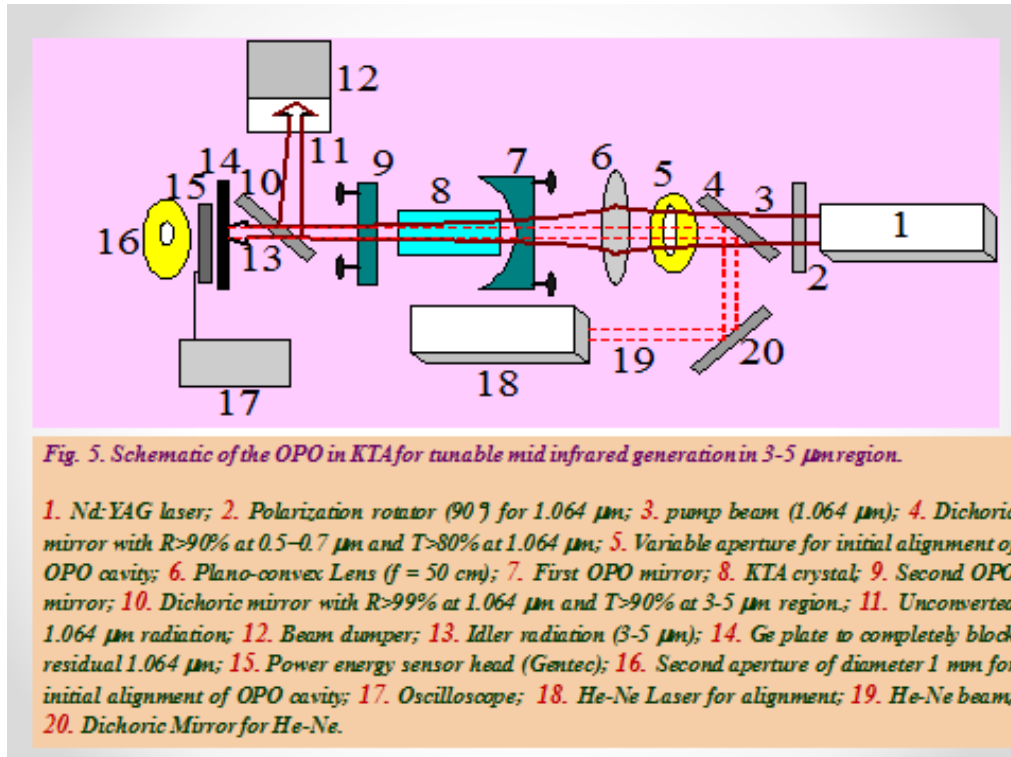 12
14
11
9
7
6
5
4
3
15
10
8
1
16
13
2
19
20
18
17
Fig. 5. Schematic of the OPO in KTA for tunable mid infrared generation in 3-5 µm region.
1. Nd:YAG laser; 2. Polarization rotator (90°) for 1.064 µm; 3. pump beam (1.064 µm); 4. Dichoric
mirror with R>90% at 0.5–0.7 µm and T>80% at 1.064 µm; 5. Variable aperture for initial alignment of
OPO cavity; 6. Plano-convex Lens (f = 50 cm); 7. First OPO mirror; 8. KTA crystal; 9. Second OPO
mirror; 10. Dichoric mirror with R>99% at 1.064 µm and T>90% at 3-5 µm region.; 11. Unconverted
1.064 µm radiation; 12. Beam dumper; 13. Idler radiation (3-5 µm); 14. Ge plate to completely block
residual 1.064 µm; 15. Power energy sensor head (Gentec); 16. Second aperture of diameter 1 mm for
initial alignment of OPO cavity; 17. Oscilloscope; 18. He-Ne Laser for alignment; 19. He-Ne beam;
20. Dichoric Mirror for He-Ne.